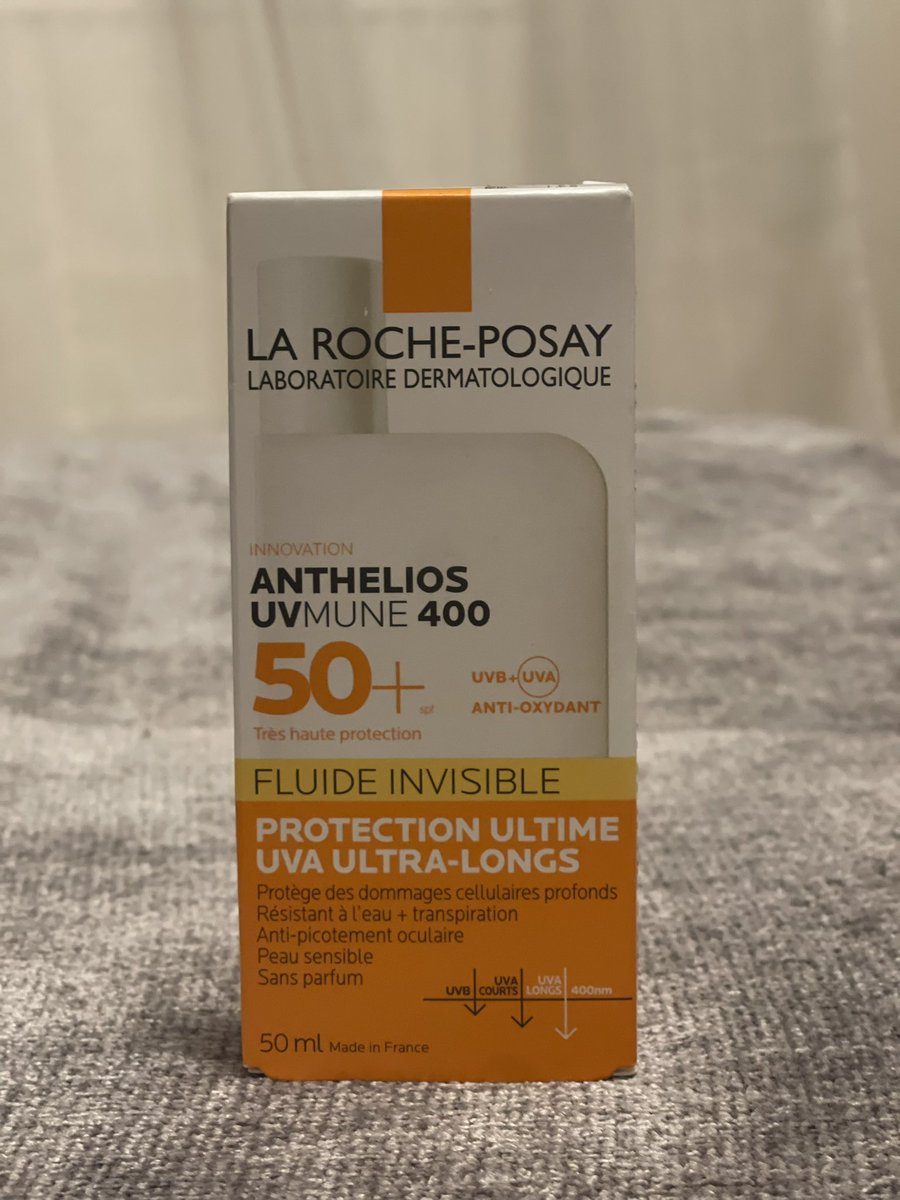 LA ROCHE-POSAY
LABORATOIRE DERMATOLOGIQUE
INNOVATION
ANTHELIOS
UVMUNE 400
50+ spf
Très haute protection
UVB+UVA
ANTI-OXYDANT
FLUIDE INVISIBLE
PROTECTION ULTIME
UVA ULTRA-LONGS
Protège des dommages cellulaires profonds
Résistant à l'eau + transpiration
Anti-picotement oculaire
Peau sensible
Sans parfum
UVB
UVA COURTS
UVA LONGS
400nm
50 ml Made in France